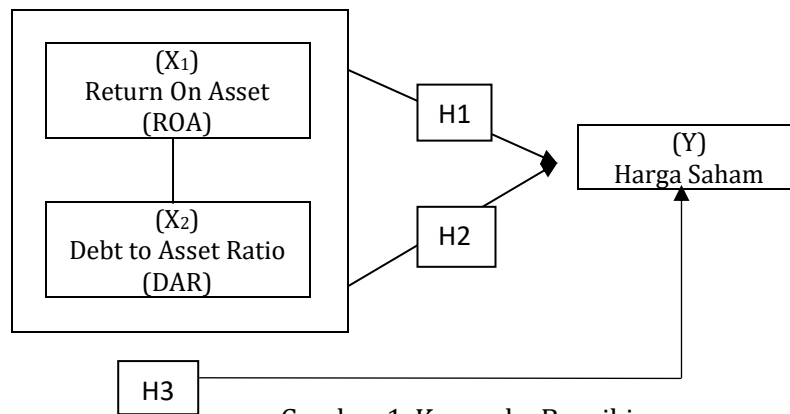 (X₁)
Return On Asset
(ROA)
H1
(Y)
Harga Saham
(X₂)
Debt to Asset Ratio
(DAR)
H2
H3